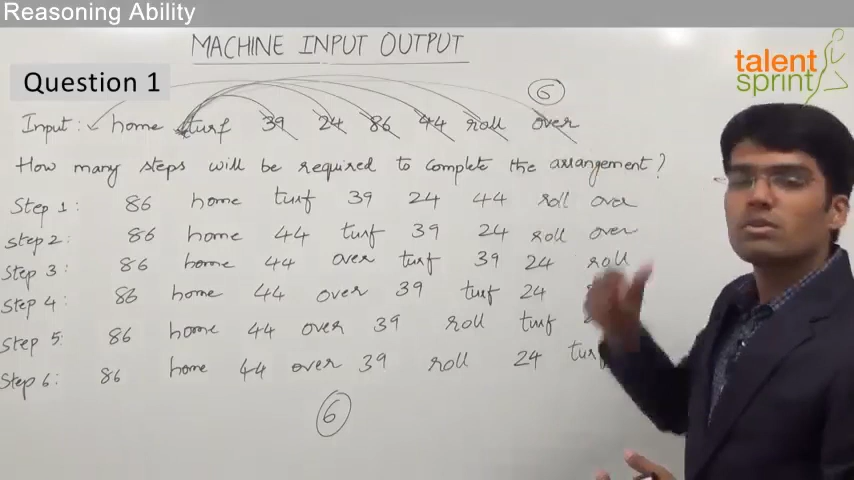 Reasoning Ability
MACHINE INPUT OUTPUT
talent
sprint
Question 1
6
Input: home turf 39 24 86 44 roll over
How many steps will be required to complete the arrangement?
Step 1: 86 home turf 39 24 44 roll over
Step 2: 86 home 44 turf 39 24 roll over
Step 3: 86 home 44 over turf 39 24 roll
Step 4: 86 home 44 over 39 turf 24
Step 5: 86 home 44 over 39 roll turf
Step 6: 86 home 44 over 39 roll 24 turf
6